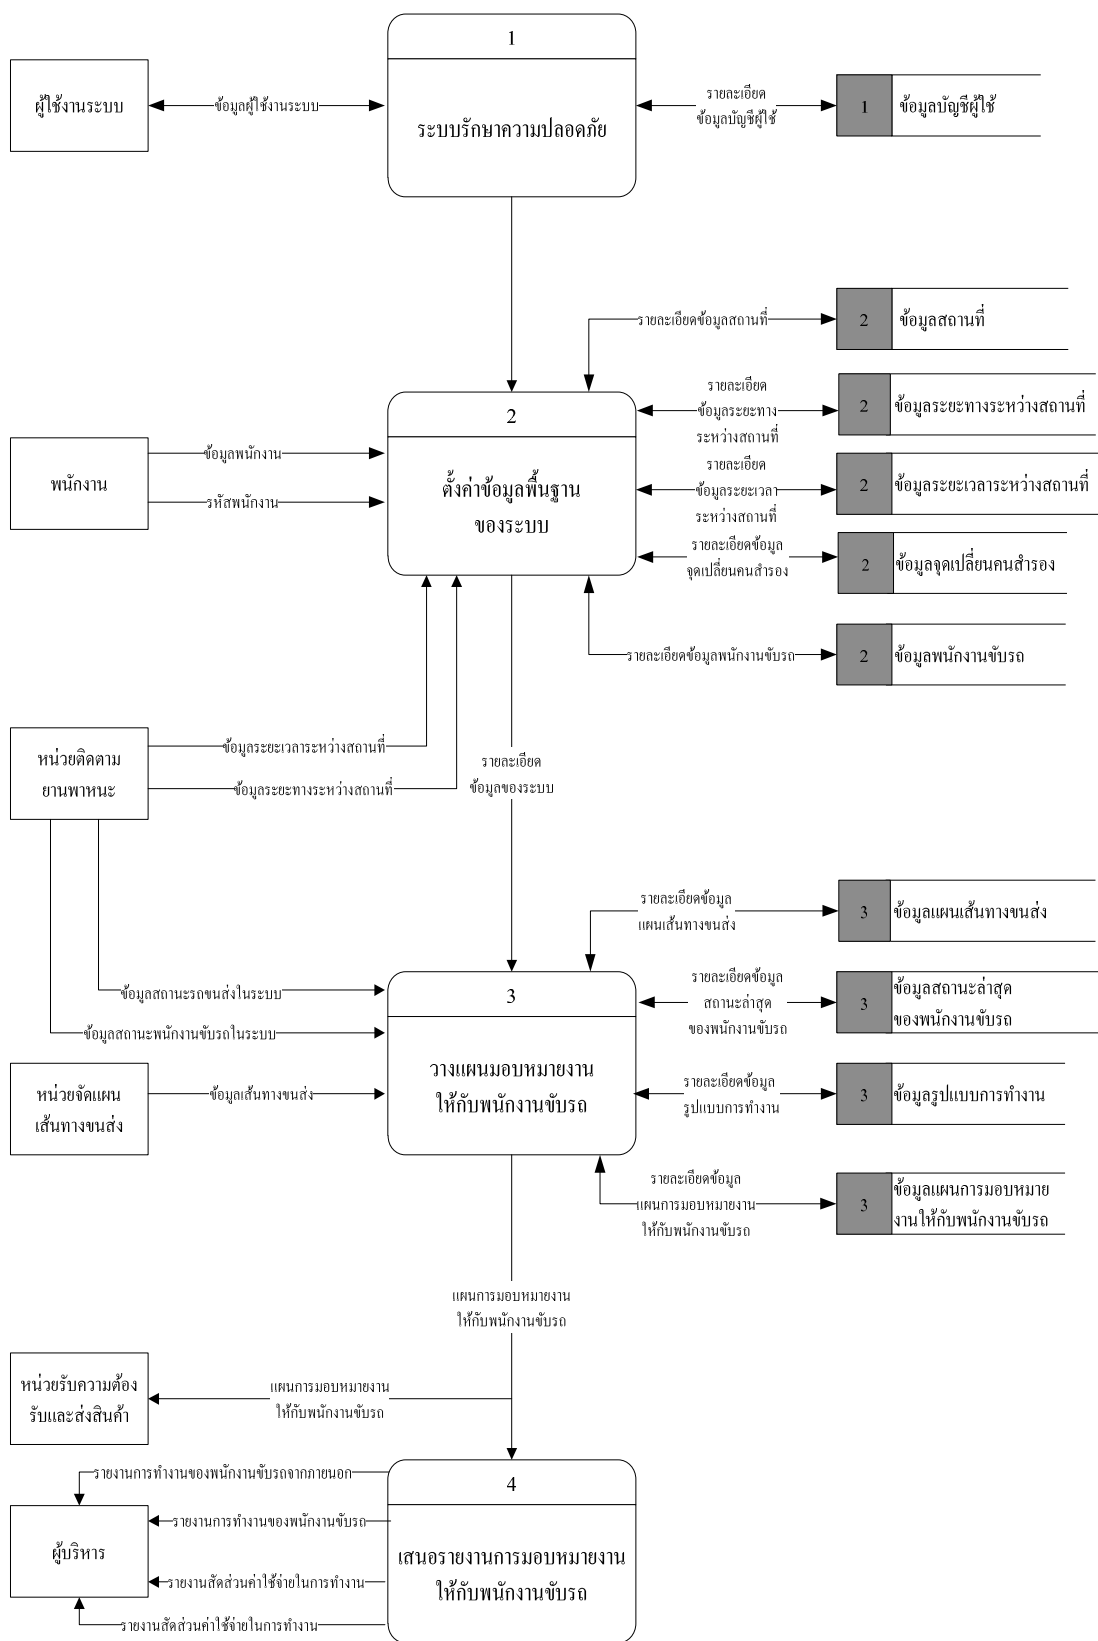 1
ผู้ใช้งานระบบ
ข้อมูลผู้ใช้งานระบบ
ระบบรักษาความปลอดภัย
รายละเอียด
ข้อมูลบัญชีผู้ใช้
1
ข้อมูลบัญชีผู้ใช้
รายละเอียดข้อมูลสถานที่
2
ข้อมูลสถานที่
2
ตั้งค่าข้อมูลพื้นฐาน
ของระบบ
รายละเอียด
ข้อมูลระยะทาง
ระหว่างสถานที่
2
ข้อมูลระยะทางระหว่างสถานที่
พนักงาน
ข้อมูลพนักงาน
รหัสพนักงาน
รายละเอียด
ข้อมูลระยะเวลา
ระหว่างสถานที่
2
ข้อมูลระยะเวลาระหว่างสถานที่
รายละเอียดข้อมูล
จุดเปลี่ยนคนสำรอง
2
ข้อมูลจุดเปลี่ยนคนสำรอง
รายละเอียดข้อมูลพนักงานขับรถ
2
ข้อมูลพนักงานขับรถ
หน่วยติดตาม
ยานพาหนะ
ข้อมูลระยะเวลาระหว่างสถานที่
ข้อมูลระยะทางระหว่างสถานที่
รายละเอียด
ข้อมูลของระบบ
รายละเอียดข้อมูล
แผนเส้นทางขนส่ง
3
ข้อมูลแผนเส้นทางขนส่ง
3
วางแผนมอบหมายงาน
ให้กับพนักงานขับรถ
ข้อมูลสถานะรถขนส่งในระบบ
ข้อมูลสถานะพนักงานขับรถในระบบ
รายละเอียดข้อมูล
สถานะล่าสุด
ของพนักงานขับรถ
3
ข้อมูลสถานะล่าสุด
ของพนักงานขับรถ
หน่วยจัดแผน
เส้นทางขนส่ง
ข้อมูลเส้นทางขนส่ง
รายละเอียดข้อมูล
รูปแบบการทำงาน
3
ข้อมูลรูปแบบการทำงาน
รายละเอียดข้อมูล
แผนการมอบหมายงาน
ให้กับพนักงานขับรถ
3
ข้อมูลแผนการมอบหมาย
งานให้กับพนักงานขับรถ
แผนการมอบหมายงาน
ให้กับพนักงานขับรถ
หน่วยรับความต้อง
รับและส่งสินค้า
แผนการมอบหมายงาน
ให้กับพนักงานขับรถ
4
เสนอรายงานการมอบหมายงาน
ให้กับพนักงานขับรถ
รายงานการทำงานของพนักงานขับรถจากภายนอก
รายงานการทำงานของพนักงานขับรถ
ผู้บริหาร
รายงานสัดส่วนค่าใช้จ่ายในการทำงาน
รายงานสัดส่วนค่าใช้จ่ายในการทำงาน